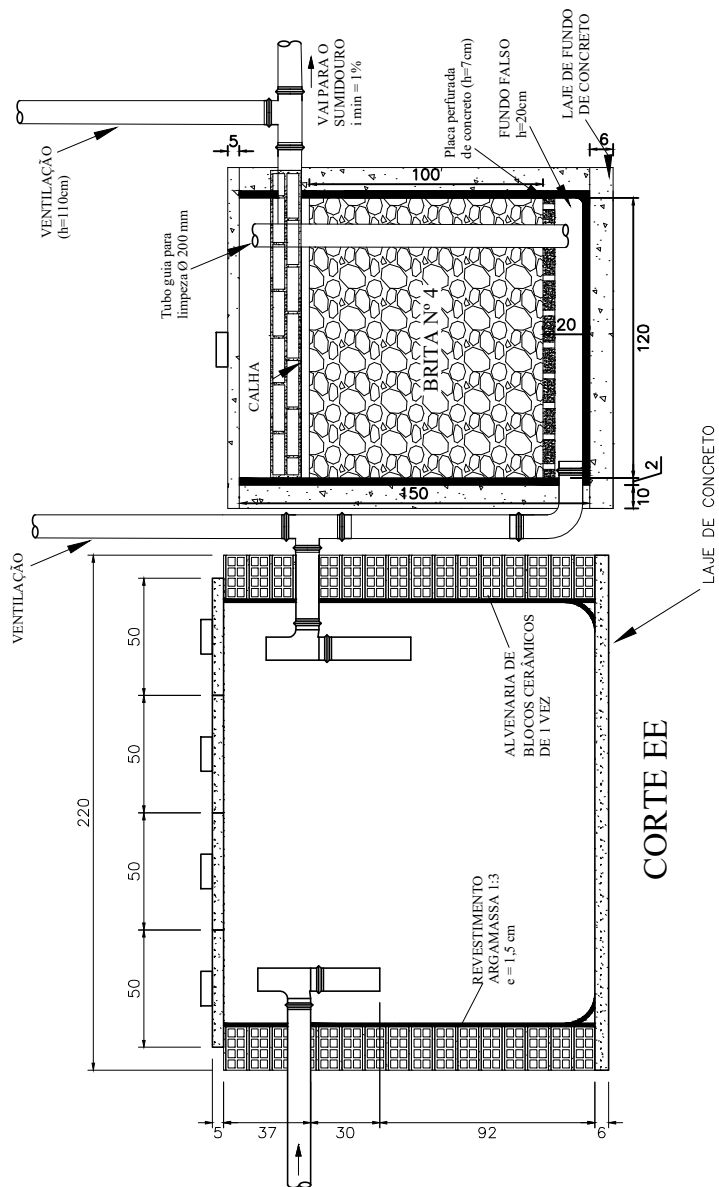 VENTILAÇÃO
(h=110cm)
VAI PARA O
SUMIDOURO
i min = 1%
Tubo guia para
limpeza Ø 200 mm
CALHA
5
100
BRITA Nº 4
Placa perfurada
de concreto (h=7cm)
FUNDO FALSO
h=20cm
LAJE DE FUNDO
DE CONCRETO
6
20
120
150
2
10
VENTILAÇÃO
220
50
50
50
50
5
37
30
92
6
ALVENARIA DE
BLOCOS CERÂMICOS
DE 1 VEZ
REVESTIMENTO
ARGAMASSA 1:3
e = 1,5 cm
LAJE DE CONCRETO
CORTE EE